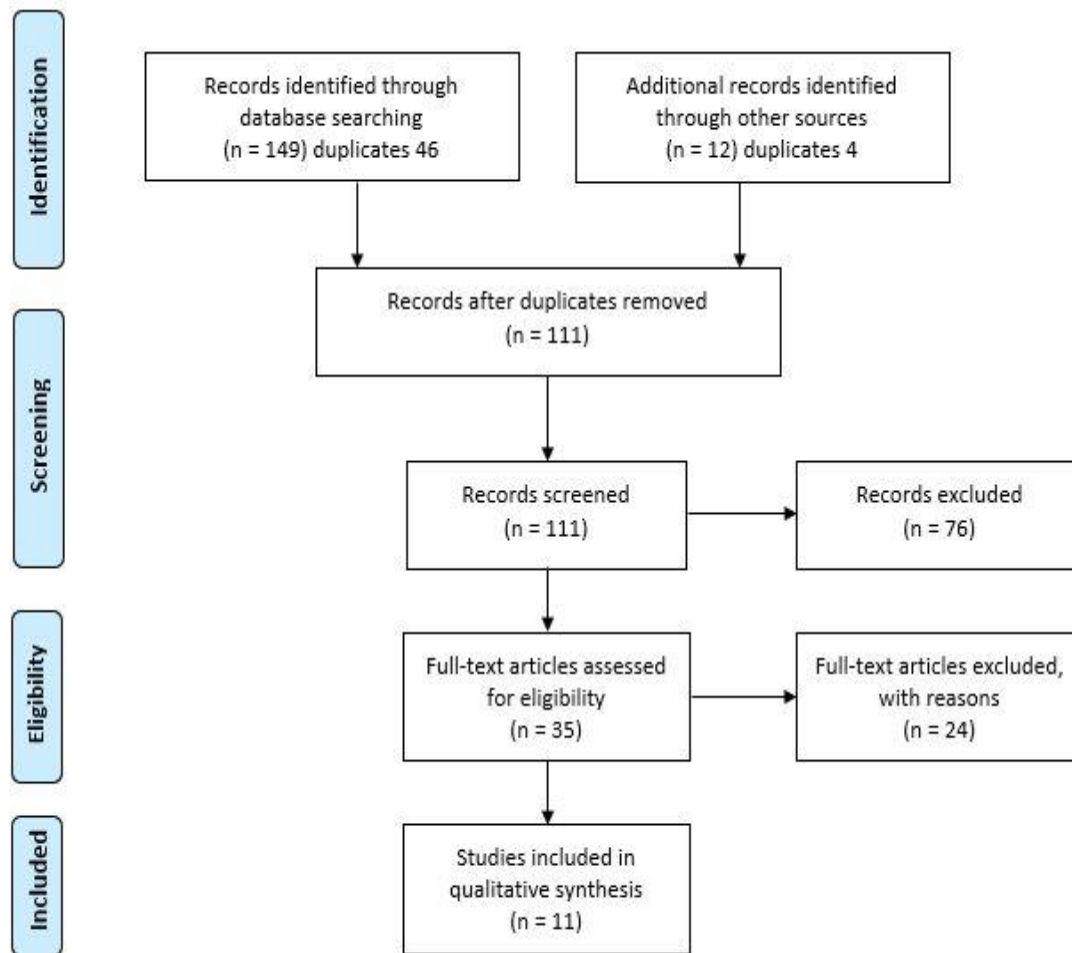 Identification
Records identified through
database searching
(n = 149) duplicates 46
Additional records identified
through other sources
(n = 12) duplicates 4
Records after duplicates removed
(n = 111)
Screening
Records screened
(n = 111)
Records excluded
(n = 76)
Eligibility
Full-text articles assessed
for eligibility
(n = 35)
Full-text articles excluded,
with reasons
(n = 24)
Included
Studies included in
qualitative synthesis
(n = 11)